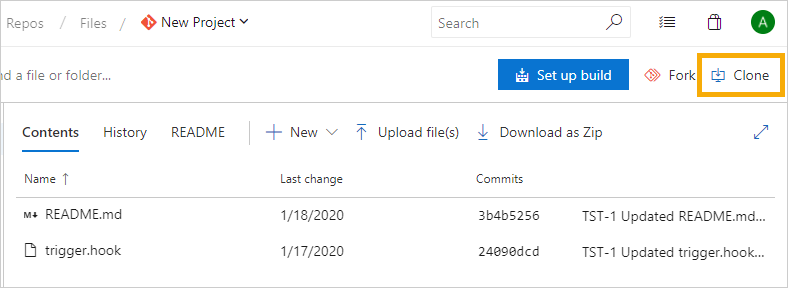 Repos / Files / New Project Search A
nd a file or folder... Set up build Fork Clone
Contents History README New Upload file(s) Download as Zip
Name ↑ Last change Commits
M↓ README.md 1/18/2020 3b4b5256 TST-1 Updated README.md...
trigger.hook 1/17/2020 24090dcd TST-1 Updated trigger.hook...